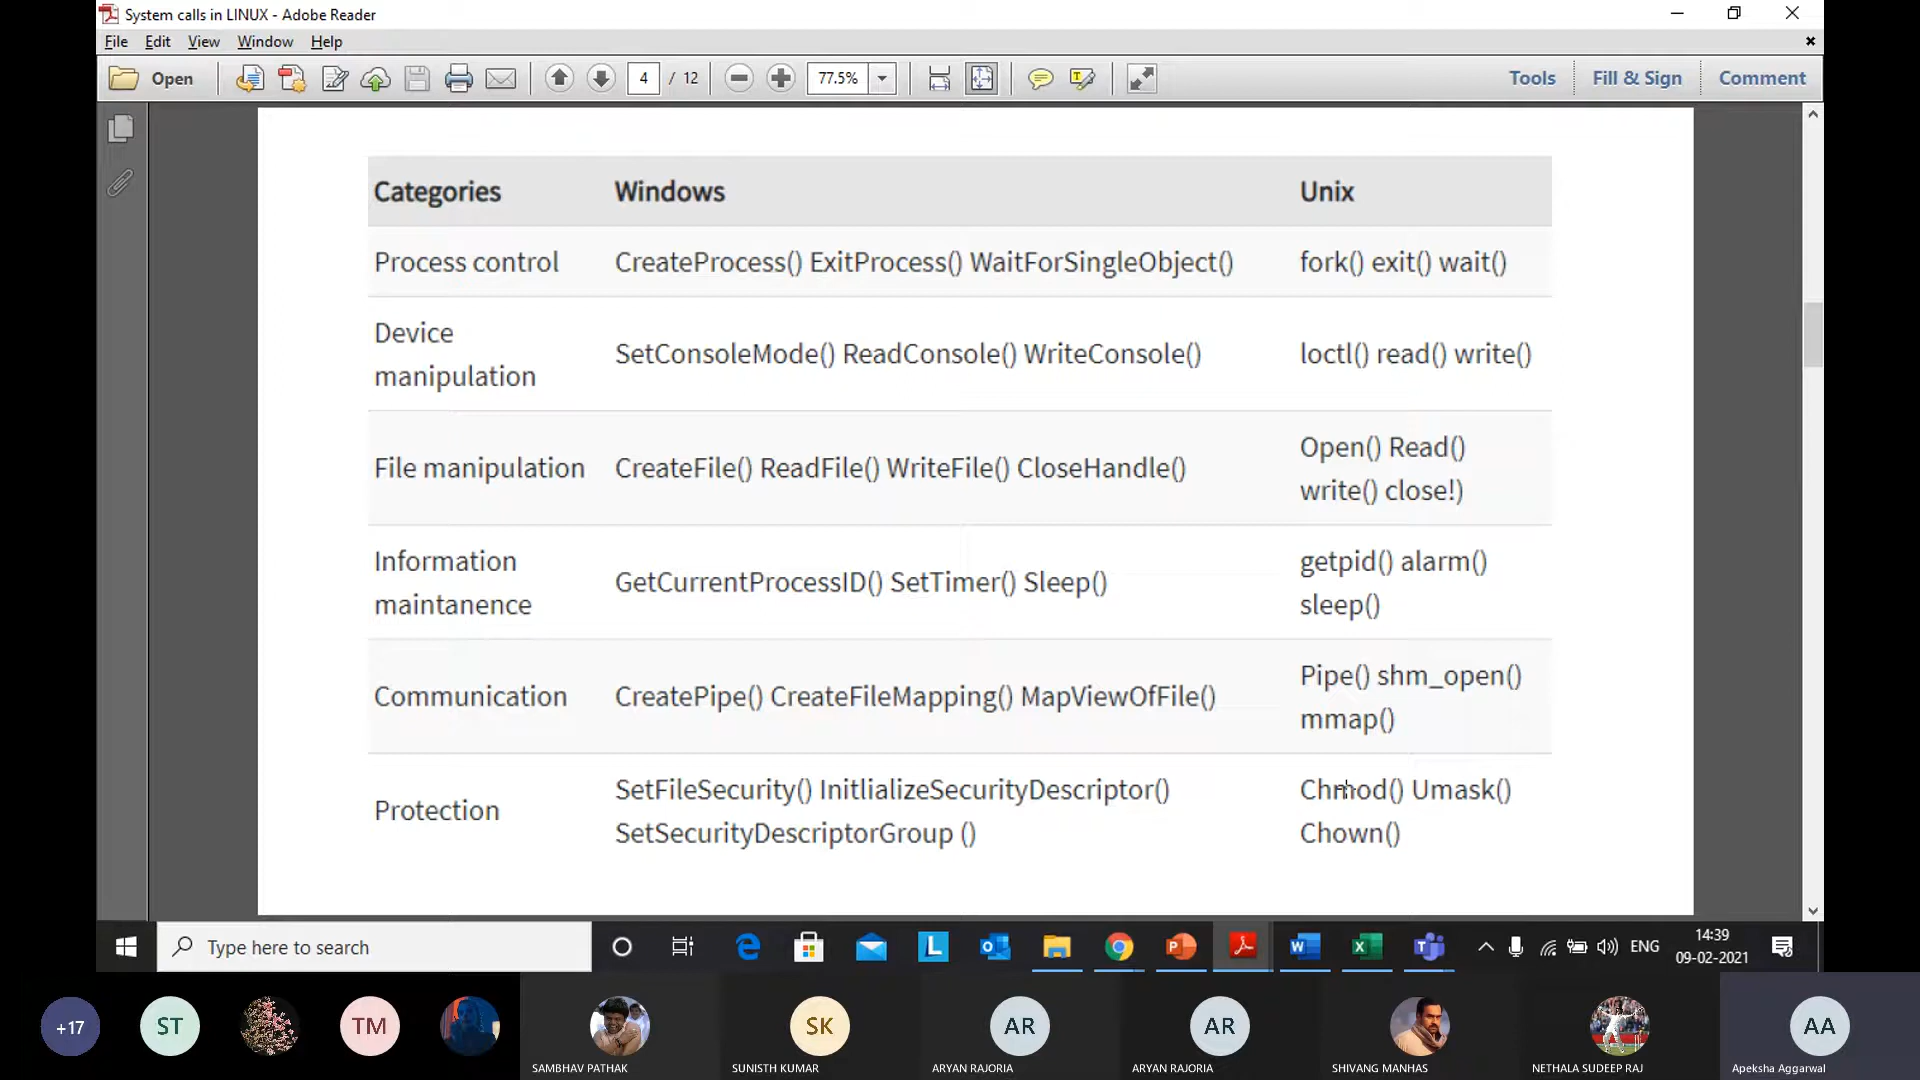 System calls in LINUX - Adobe Reader
File Edit View Window Help
Open 4 / 12 77.5% Tools Fill & Sign Comment
Categories Windows Unix
Process control CreateProcess() ExitProcess() WaitForSingleObject() fork() exit() wait()
Device
manipulation
SetConsoleMode() ReadConsole() WriteConsole()
loctl() read() write()
File manipulation CreateFile() ReadFile() WriteFile() CloseHandle()
Open() Read()
write() close!)
Information
maintanence
GetCurrentProcessID() SetTimer() Sleep()
getpid() alarm()
sleep()
Communication CreatePipe() CreateFileMapping() MapViewOfFile()
Pipe() shm_open()
mmap()
Protection
SetFileSecurity() InitlializeSecurityDescriptor()
SetSecurityDescriptorGroup ()
Chmod() Umask()
Chown()
Type here to search
ENG
14:39
09-02-2021
+17 ST TM SK AR AR AA
SAMBHAV PATHAK SUNISTH KUMAR ARYAN RAJORIA ARYAN RAJORIA SHIVANG MANHAS NETHALA SUDEEP RAJ Apeksha Aggarwal